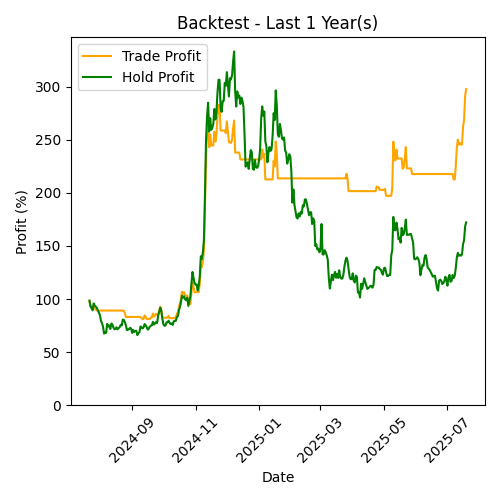 Backtest - Last 1 Year(s)
Trade Profit
Hold Profit
300
250
200
150
100
50
0
Profit (%)
2024-09
2024-11
2025-01
2025-03
2025-05
2025-07
Date